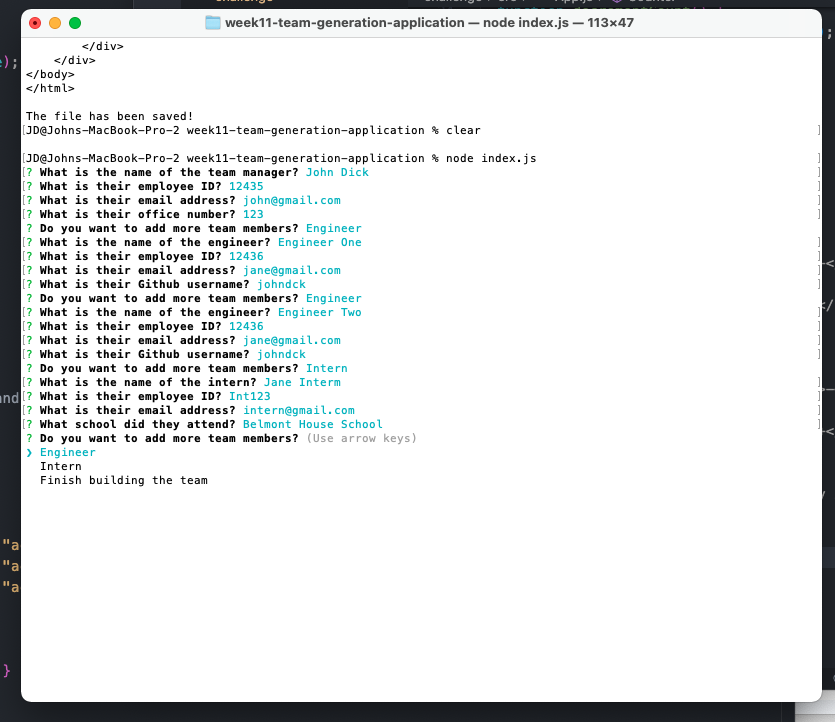 week11-team-generation-application — node index.js — 113×47
        </div>
    </div>
</body>
</html>
The file has been saved!
[JD@Johns-MacBook-Pro-2 week11-team-generation-application % clear ]
[JD@Johns-MacBook-Pro-2 week11-team-generation-application % node index.js ]
[? What is the name of the team manager? John Dick ]
[? What is their employee ID? 12435 ]
[? What is their email address? john@gmail.com ]
[? What is their office number? 123 ]
? Do you want to add more team members? Engineer
[? What is the name of the engineer? Engineer One ]
[? What is their employee ID? 12436 ]
[? What is their email address? jane@gmail.com ]
[? What is their Github username? johndck ]
? Do you want to add more team members? Engineer
[? What is the name of the engineer? Engineer Two ]
[? What is their employee ID? 12436 ]
[? What is their email address? jane@gmail.com ]
[? What is their Github username? johndck ]
? Do you want to add more team members? Intern
[? What is the name of the intern? Jane Interm ]
[? What is their employee ID? Int123 ]
[? What is their email address? intern@gmail.com ]
[? What school did they attend? Belmont House School ]
? Do you want to add more team members? (Use arrow keys)
❯ Engineer
  Intern
  Finish building the team
);
and
"a
"a
"a
}